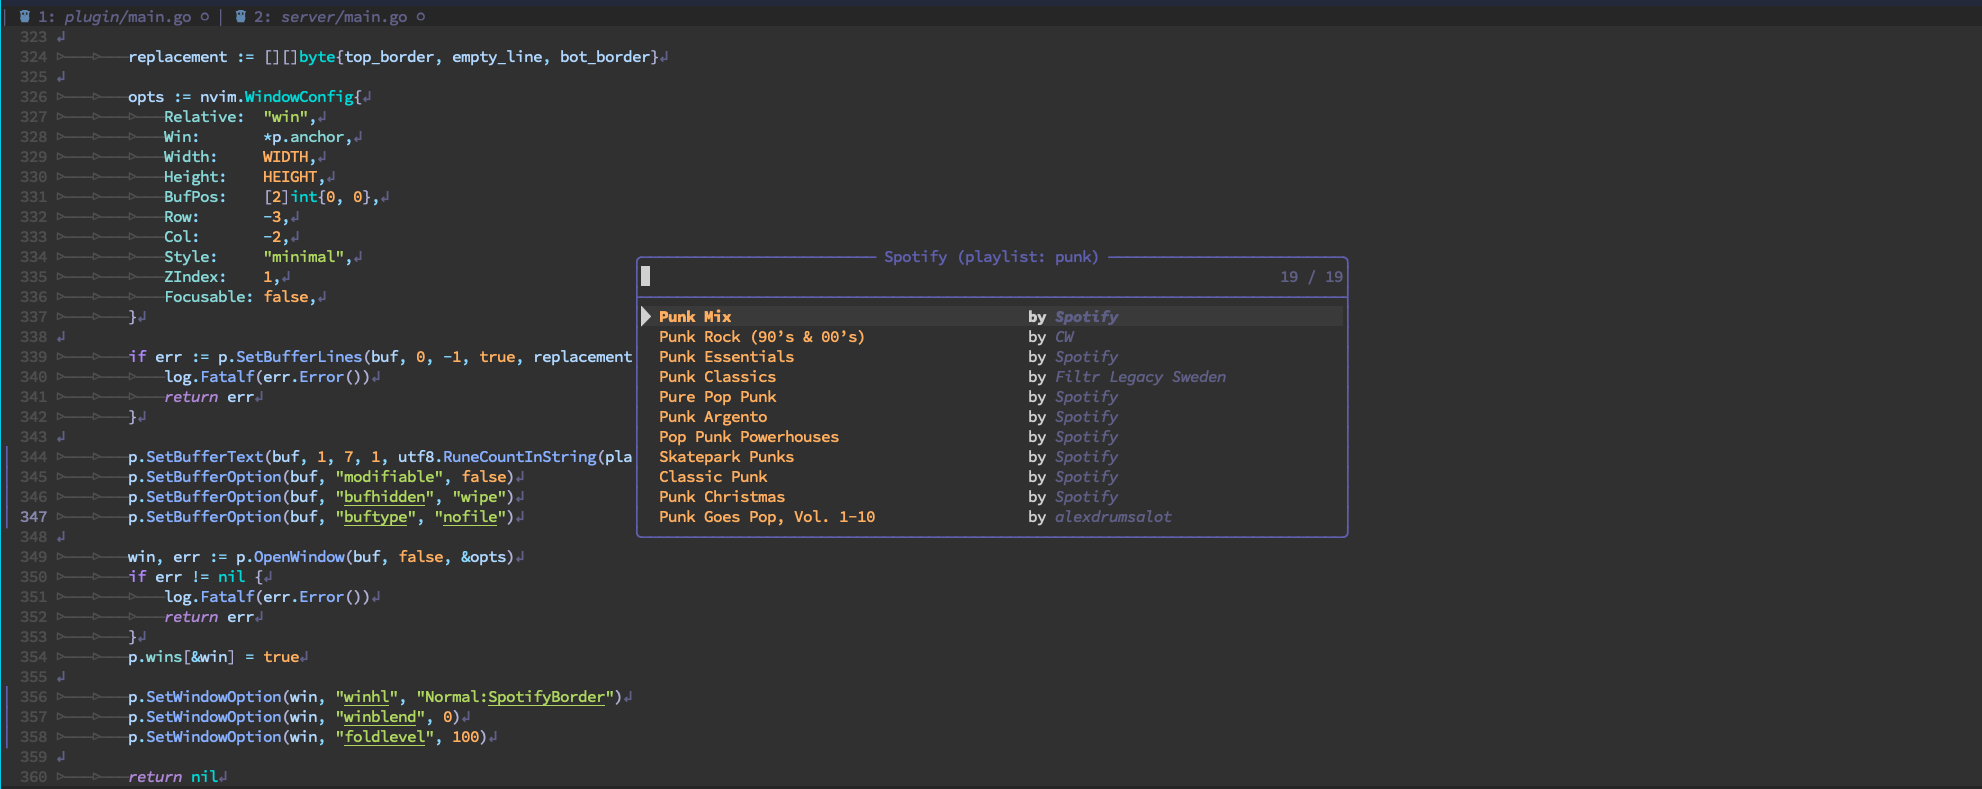 1: plugin/main.go ○ | 2: server/main.go ○
323
324 replacement := [][]byte{top_border, empty_line, bot_border}
325
326 opts := nvim.WindowConfig{
327 Relative: "win",
328 Win: *p.anchor,
329 Width: WIDTH,
330 Height: HEIGHT,
331 BufPos: [2]int{0, 0},
332 Row: -3,
333 Col: -2,
334 Style: "minimal",
335 ZIndex: 1,
336 Focusable: false,
337 }
338
339 if err := p.SetBufferLines(buf, 0, -1, true, replacement
340 log.Fatalf(err.Error())
341 return err
342 }
343
344 p.SetBufferText(buf, 1, 7, 1, utf8.RuneCountInString(pla
345 p.SetBufferOption(buf, "modifiable", false)
346 p.SetBufferOption(buf, "bufhidden", "wipe")
347 p.SetBufferOption(buf, "buftype", "nofile")
348
349 win, err := p.OpenWindow(buf, false, &opts)
350 if err != nil {
351 log.Fatalf(err.Error())
352 return err
353 }
354 p.wins[&win] = true
355
356 p.SetWindowOption(win, "winhl", "Normal:SpotifyBorder")
357 p.SetWindowOption(win, "winblend", 0)
358 p.SetWindowOption(win, "foldlevel", 100)
359
360 return nil
Spotify (playlist: punk)
19 / 19
Punk Mix by Spotify
Punk Rock (90’s & 00’s) by CW
Punk Essentials by Spotify
Punk Classics by Filtr Legacy Sweden
Pure Pop Punk by Spotify
Punk Argento by Spotify
Pop Punk Powerhouses by Spotify
Skatepark Punks by Spotify
Classic Punk by Spotify
Punk Christmas by Spotify
Punk Goes Pop, Vol. 1-10 by alexdrumsalot